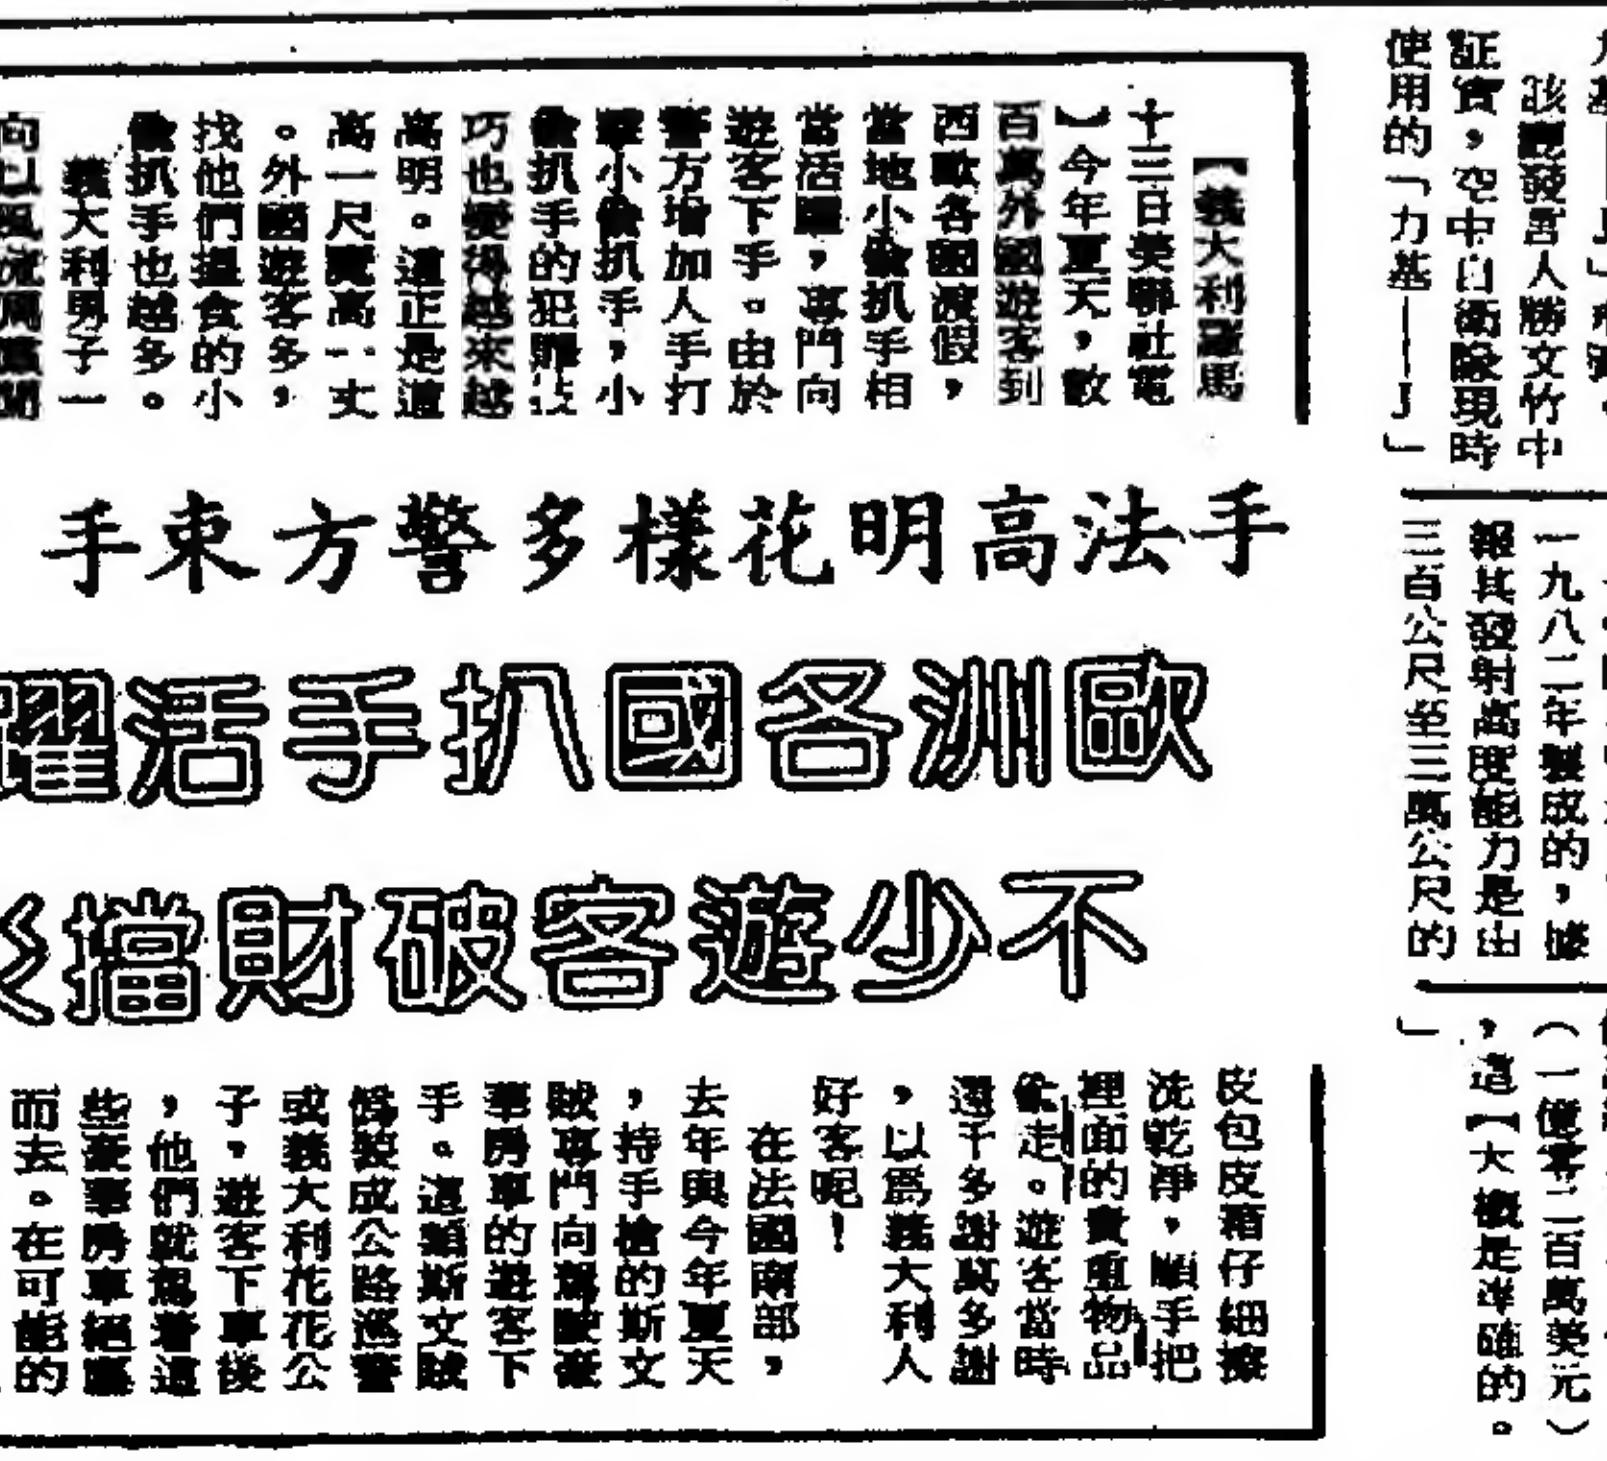 手法高明花樣多警方束手
歐洲各國扒手活躍
不少遊客破財擋災
【義大利羅馬
十三日美聯社電
】今年夏天,數
百萬外國遊客到
西歐各國渡假,
當地小偷扒手相
當活躍,專門向
遊客下手。由於
警方增加人手打
擊小偷扒手,小
偷扒手的犯罪技
巧也變得越來越
高明。這正是道
高一尺魔高一丈
。外國遊客多,
找他們搵食的小
偷扒手也越多。
義大利男子一
向以風流
皮包皮箱仔細擦
洗乾淨,順手把
裡面的貴重物品
偷走。遊客當時
還千多謝萬多謝
,以爲義大利人
好客呢!
在法國南部,
去年與今年夏天
,持手槍的斯文
賊專門向駕駛豪
華房車的遊客下
手。這類斯文賊
假裝成公路巡警
或義大利花花公
子,遊客下車後
,他們就駕着這
些豪華房車絕塵
而去。在可能的
該廳發言人勝文竹中
証實,空中自衛隊現時
使用的「力基——J」
一九八二年製成的,據
報其發射高度能力是由
三百公尺至三萬公尺的
(一億零二百萬美元)
,這【大概是准確的。
」